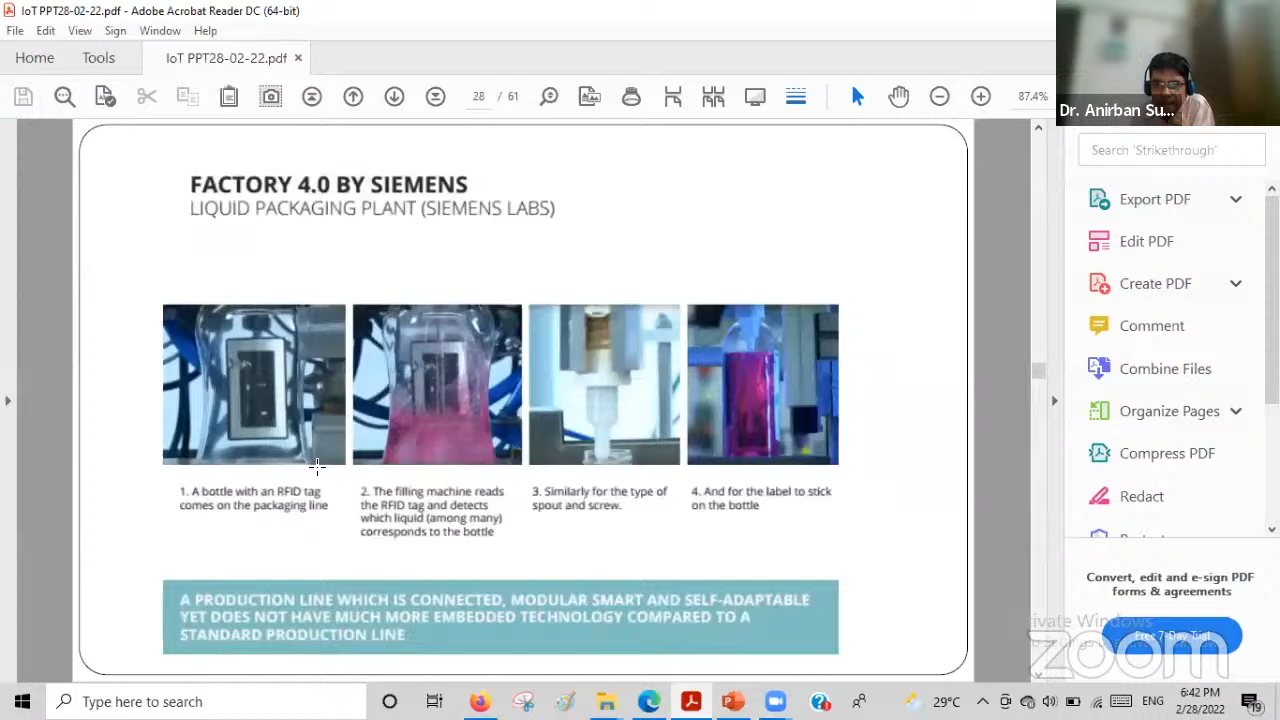 IoT PPT28-02-22.pdf - Adobe Acrobat Reader DC (64-bit)
File Edit View Sign Window Help
Home Tools IoT PPT28-02-22.pdf ×
28 / 61 87.4%
Dr. Anirban Su...
Search 'Strikethrough'
FACTORY 4.0 BY SIEMENS
LIQUID PACKAGING PLANT (SIEMENS LABS)
1. A bottle with an RFID tag
comes on the packaging line
2. The filling machine reads
the RFID tag and detects
which liquid (among many)
corresponds to the bottle
3. Similarly for the type of
spout and screw.
4. And for the label to stick
on the bottle
A PRODUCTION LINE WHICH IS CONNECTED, MODULAR SMART AND SELF-ADAPTABLE
YET DOES NOT HAVE MUCH MORE EMBEDDED TECHNOLOGY COMPARED TO A
STANDARD PRODUCTION LINE
Export PDF
Edit PDF
Create PDF
Comment
Combine Files
Organize Pages
Compress PDF
Redact
Convert, edit and e-sign PDF
forms & agreements
Free 7-Day Trial
zoom
Type here to search
29°C ENG 6:42 PM
2/28/2022 19